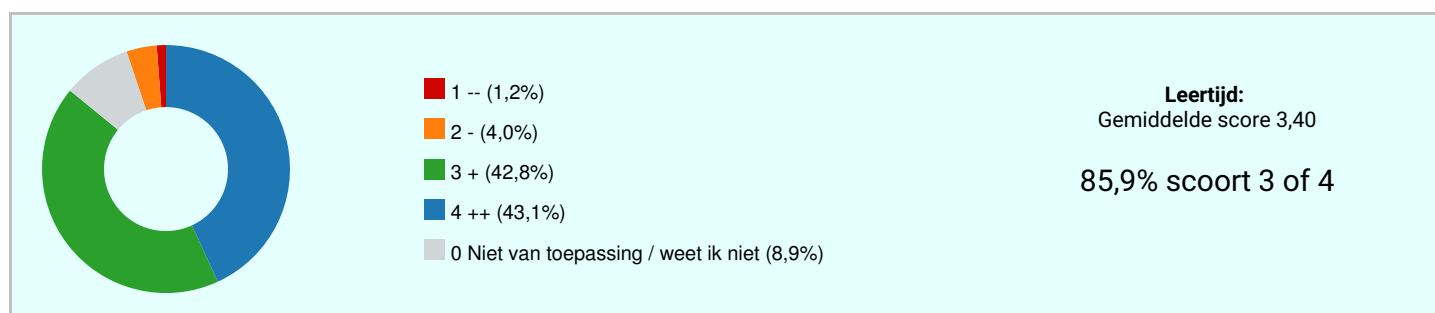 1 -- (1,2%)
2 - (4,0%)
3 + (42,8%)
4 ++ (43,1%)
0 Niet van toepassing / weet ik niet (8,9%)
Leertijd:
Gemiddelde score 3,40
85,9% scoort 3 of 4